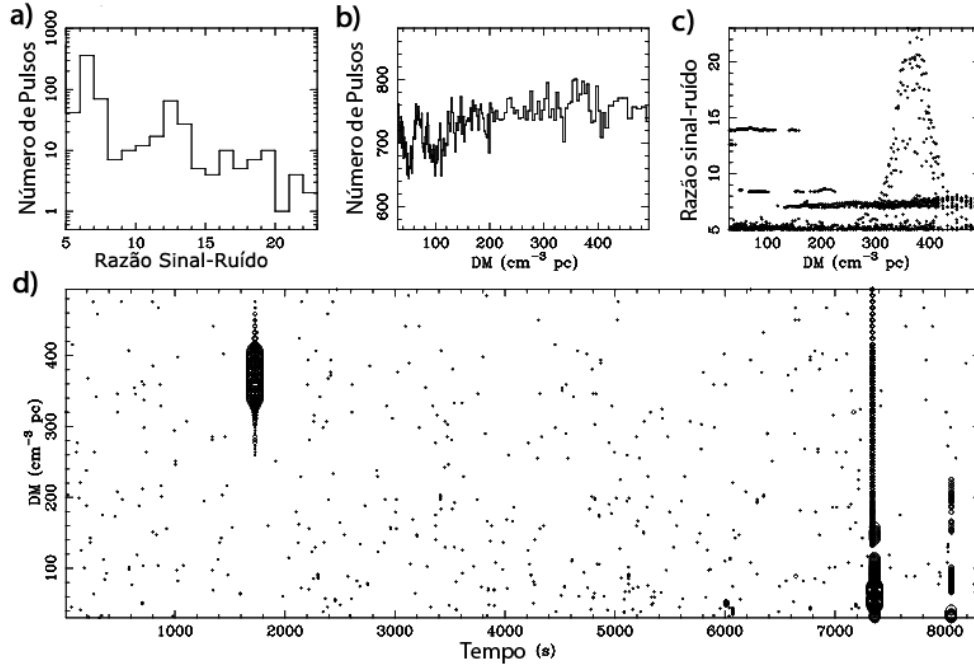 a)
Número de Pulsos
1000
100
10
1
5
10
15
20
Razão Sinal-Ruído
b)
Número de Pulsos
800
700
600
100
200
300
400
DM (cm⁻³ pc)
c)
Razão sinal-ruído
20
15
10
5
100
200
300
400
DM (cm⁻³ pc)
d)
DM (cm⁻³ pc)
400
300
200
100
1000
2000
3000
4000
5000
6000
7000
8000
Tempo (s)